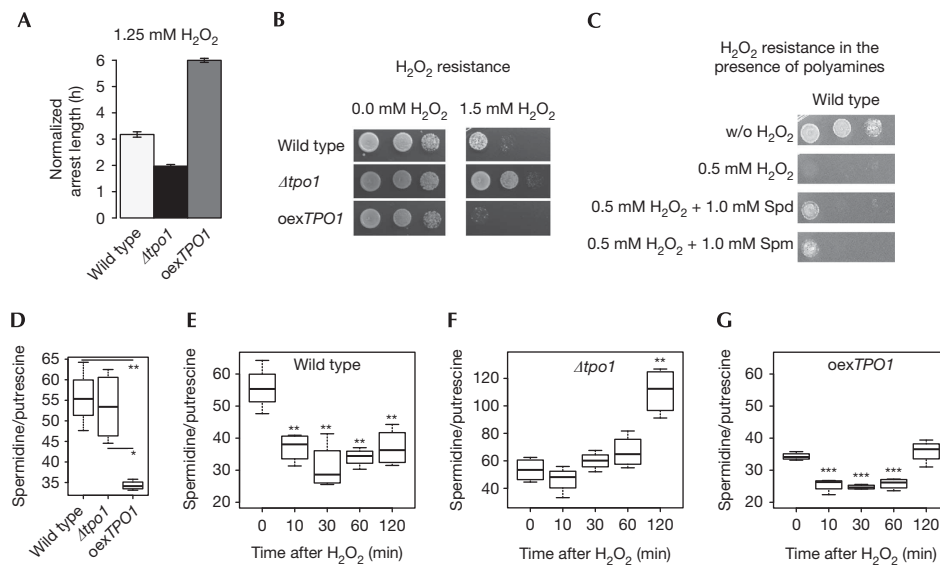 A
1.25 mM H₂O₂
Normalized
arrest length (h)
6
5
4
3
2
1
0
Wild type
Δtpo1
oexTPO1
B
H₂O₂ resistance
0.0 mM H₂O₂ 1.5 mM H₂O₂
Wild type
Δtpo1
oexTPO1
C
H₂O₂ resistance in the
presence of polyamines
Wild type
w/o H₂O₂
0.5 mM H₂O₂
0.5 mM H₂O₂ + 1.0 mM Spd
0.5 mM H₂O₂ + 1.0 mM Spm
D
Spermidine/putrescine
65
60
55
50
45
40
35
**
*
Wild type
Δtpo1
oexTPO1
E
Spermidine/putrescine
Wild type
60
50
40
30
20
** ** ** **
0 10 30 60 120
Time after H₂O₂ (min)
F
Spermidine/putrescine
Δtpo1
120
100
80
60
40
**
0 10 30 60 120
Time after H₂O₂ (min)
G
Spermidine/putrescine
oexTPO1
60
50
40
30
20
*** *** ***
0 10 30 60 120
Time after H₂O₂ (min)